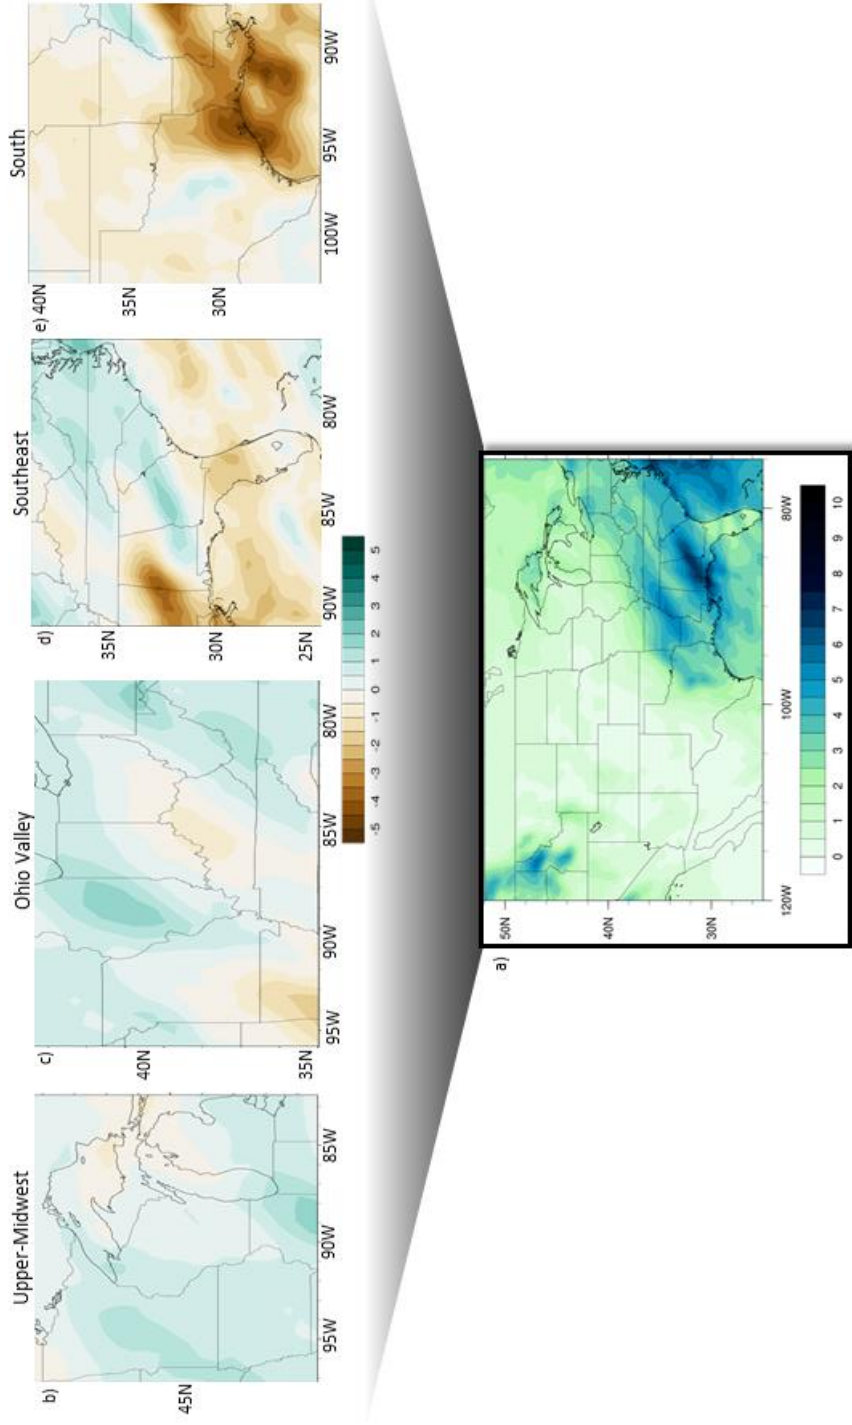 Upper-Midwest Ohio Valley Southeast South
b) c) d) e) 40N
35N 35N
40N
45N
30N 30N
35N 25N
95W 90W 85W 95W 90W 85W 80W 90W 85W 80W 100W 95W 90W
-5 -4 -3 -2 -1 0 1 2 3 4 5
a)
50N
40N
30N
120W 100W 80W
0 1 2 3 4 5 6 7 8 9 10